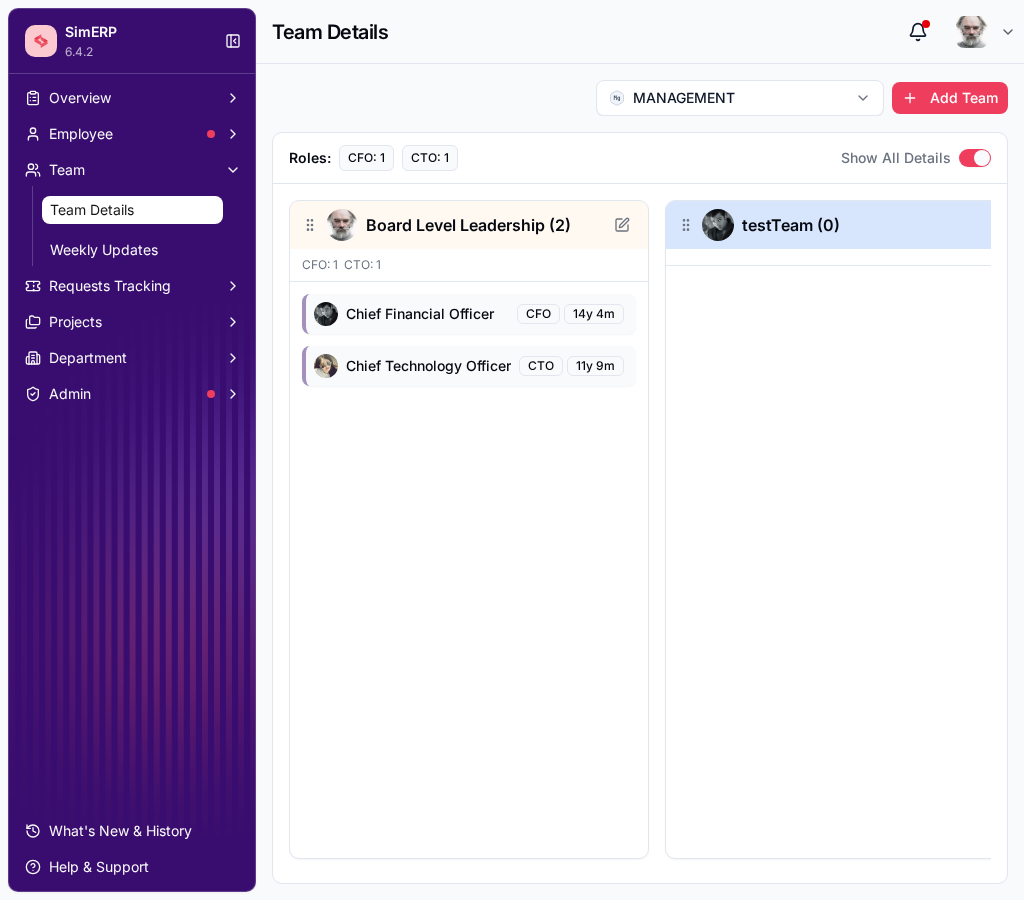 SimERP
6.4.2
Overview
Employee
Team
Team Details
Weekly Updates
Requests Tracking
Projects
Department
Admin
What's New & History
Help & Support
Team Details
MANAGEMENT
Add Team
Roles: CFO: 1 CTO: 1
Show All Details
Board Level Leadership (2)
CFO: 1 CTO: 1
Chief Financial Officer CFO 14y 4m
Chief Technology Officer CTO 11y 9m
testTeam (0)